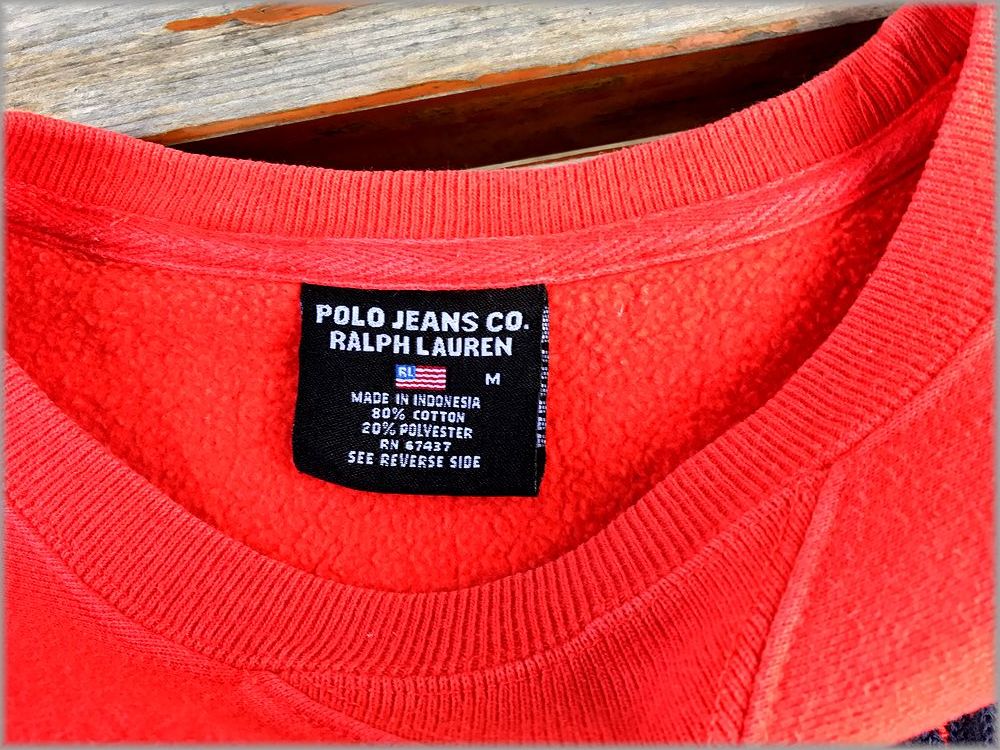 POLO JEANS CO.
RALPH LAUREN
RL
M
MADE IN INDONESIA
80% COTTON
20% POLYESTER
RN 67437
SEE REVERSE SIDE